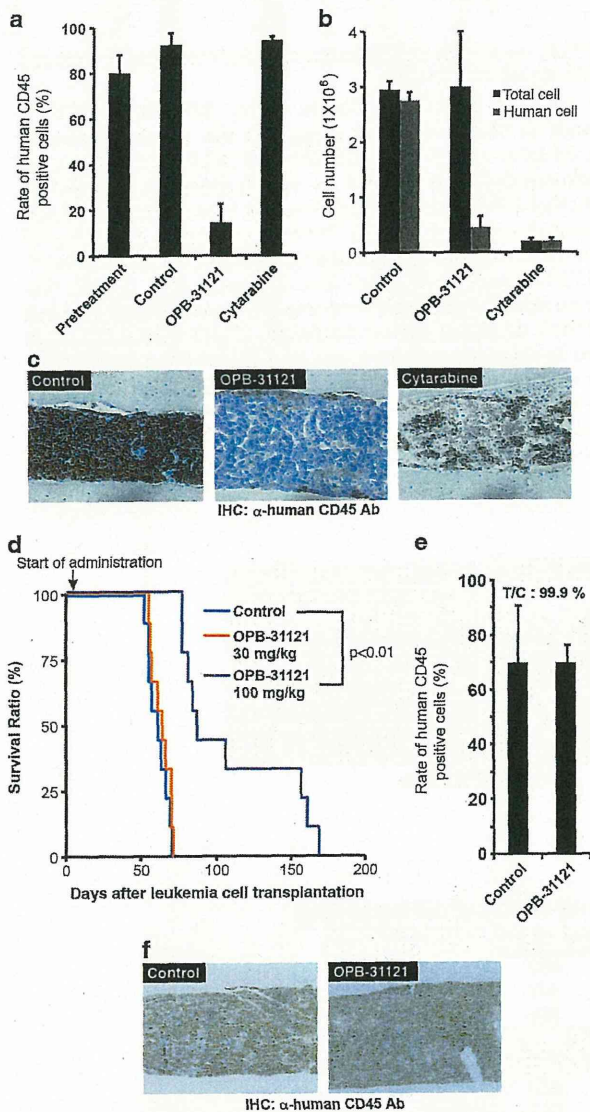 a
Rate of human CD45
positive cells (%)
100
80
60
40
20
0
Pretreatment
Control
OPB-31121
Cytarabine
b
Cell number (1X10⁶)
4
3
2
1
0
Total cell
Human cell
Control
OPB-31121
Cytarabine
c
Control
OPB-31121
Cytarabine
IHC: α-human CD45 Ab
d
Start of administration
Survival Ratio (%)
100
75
50
25
0
Control
OPB-31121
30 mg/kg
OPB-31121
100 mg/kg
p<0.01
0
50
100
150
200
Days after leukemia cell transplantation
e
T/C : 99.9 %
Rate of human CD45
positive cells (%)
100
80
60
40
20
0
Control
OPB-31121
f
Control
OPB-31121
IHC: α-human CD45 Ab